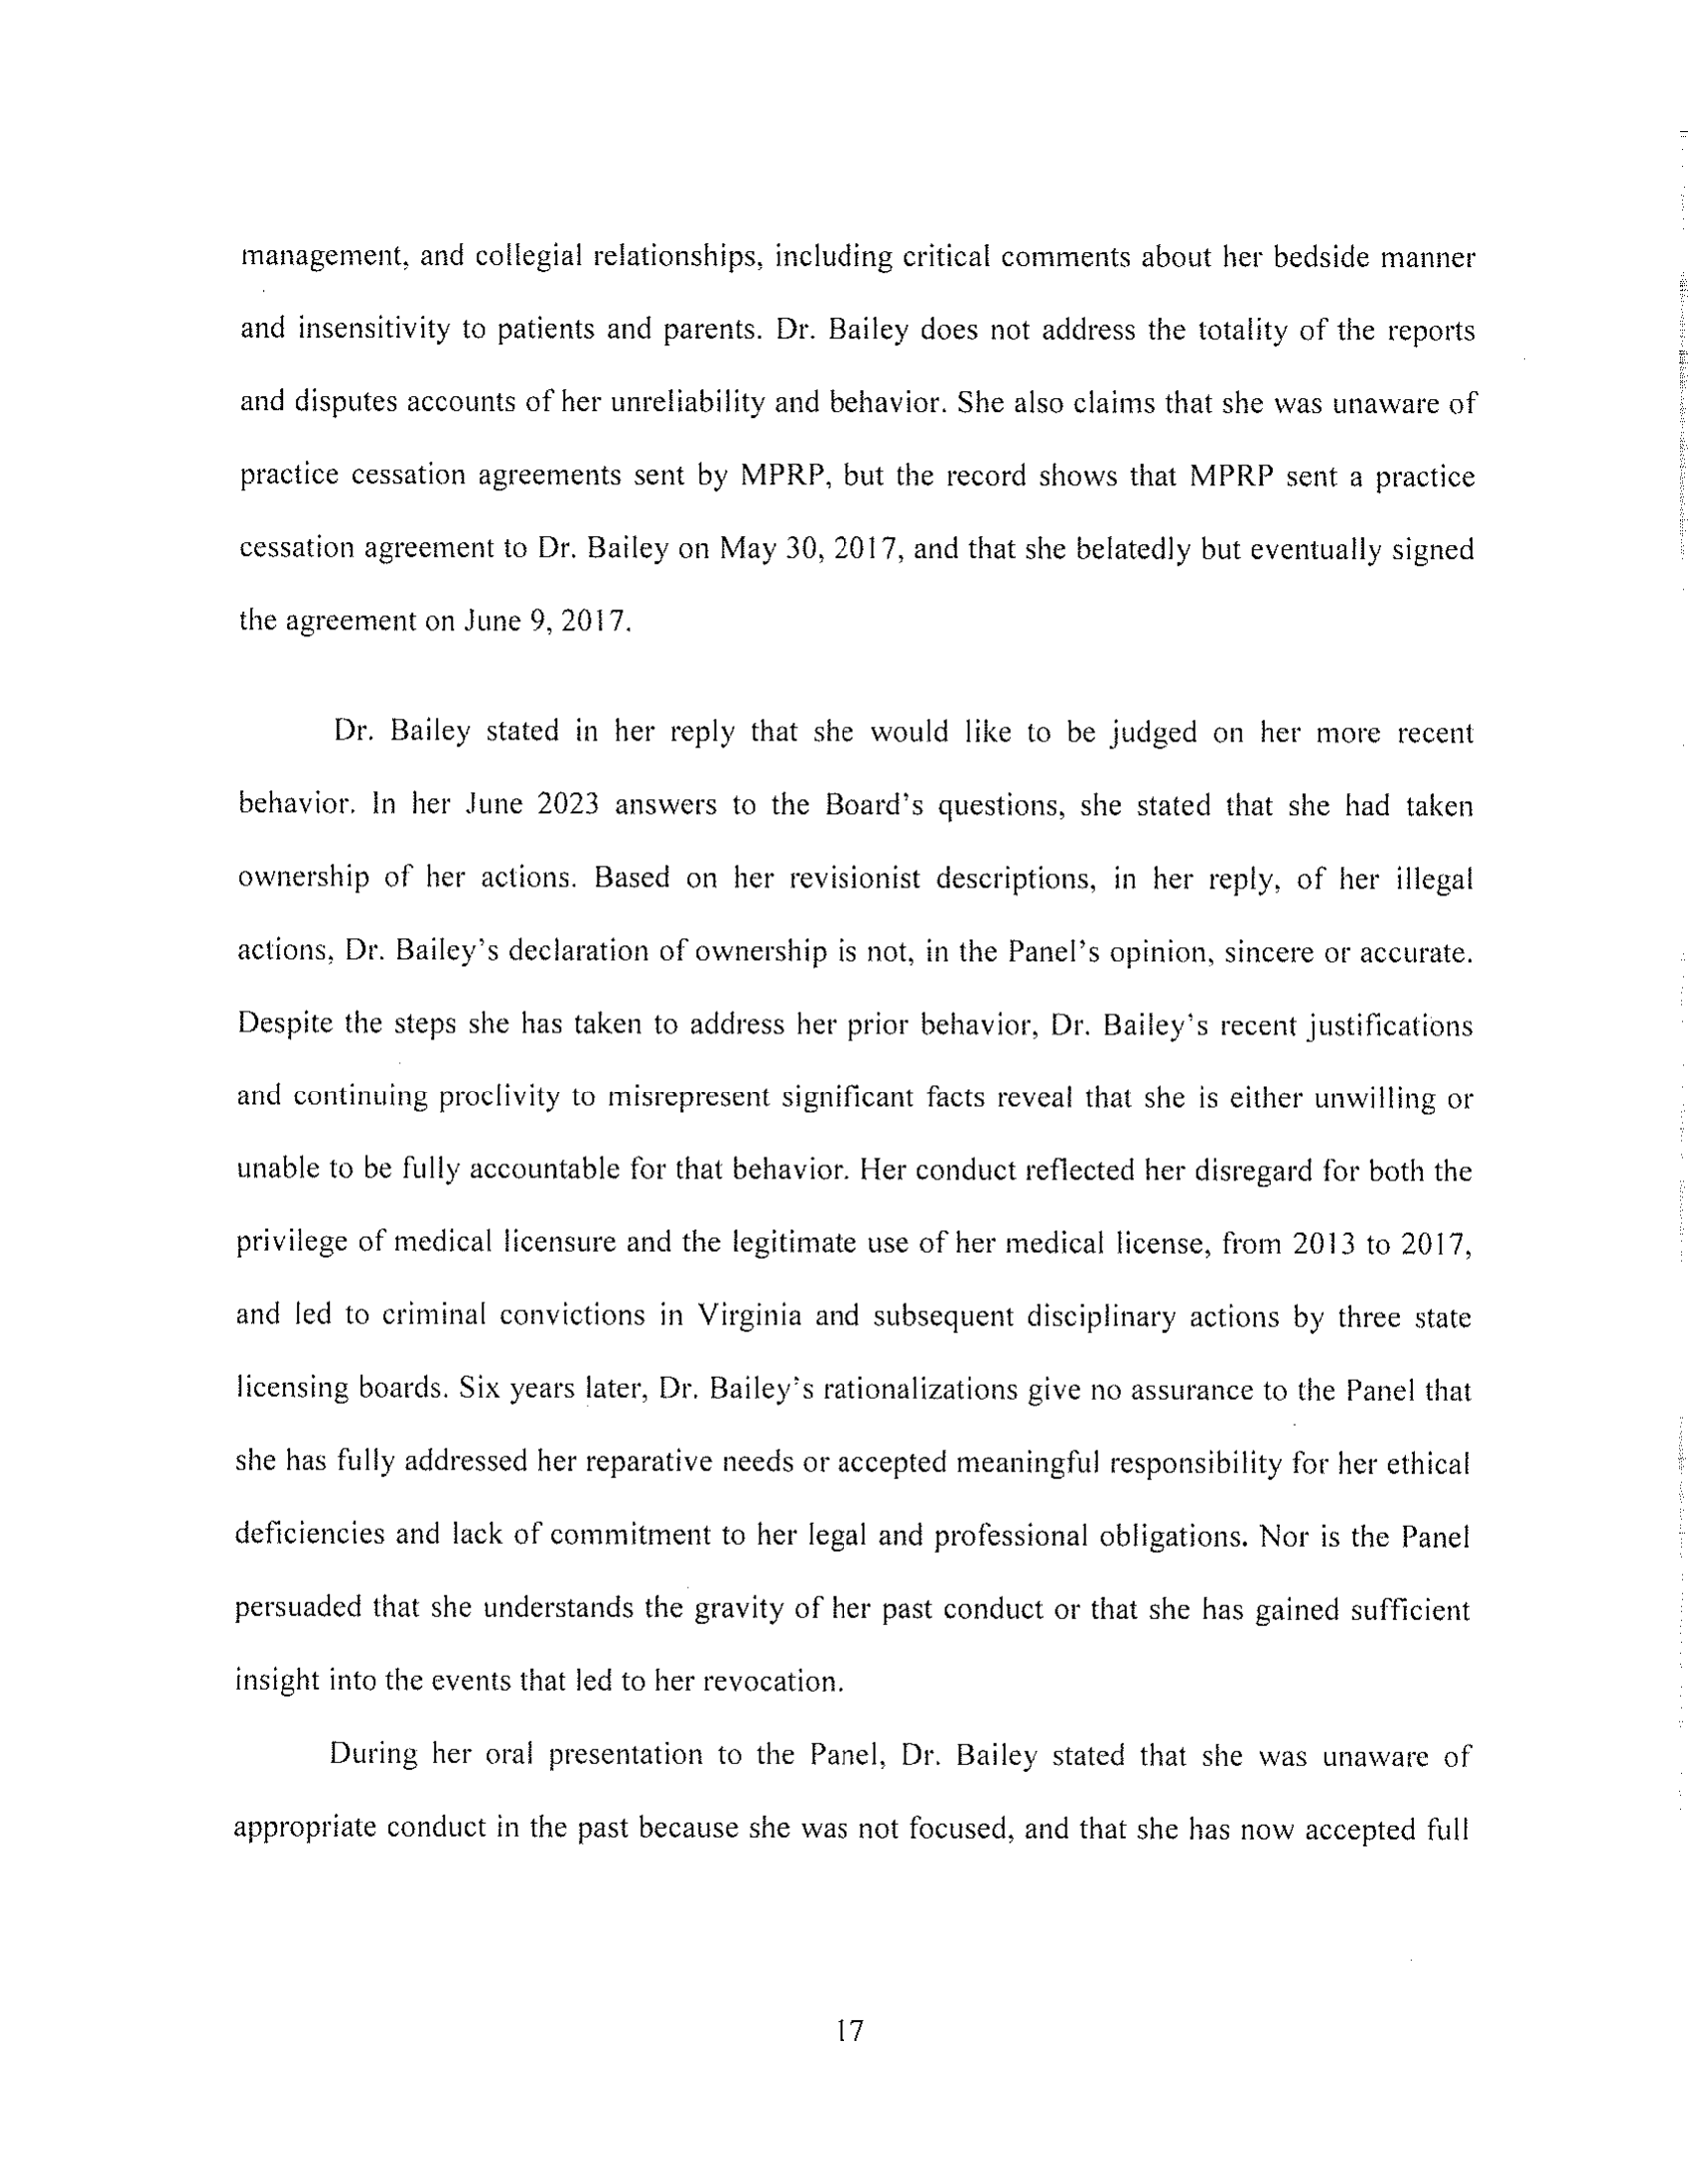 management, and collegial relationships, including critical comments about her bedside manner
and insensitivity to patients and parents. Dr. Bailey does not address the totality of the reports
and disputes accounts of her unreliability and behavior. She also claims that she was unaware of
practice cessation agreements sent by MPRP, but the record shows that MPRP sent a practice
cessation agreement to Dr. Bailey on May 30, 2017, and that she belatedly but eventually signed
the agreement on June 9, 2017.
Dr. Bailey stated in her reply that she would like to be judged on her more recent
behavior. In her June 2023 answers to the Board's questions, she stated that she had taken
ownership of her actions. Based on her revisionist descriptions, in her reply, of her illegal
actions, Dr. Bailey's declaration of ownership is not, in the Panel's opinion, sincere or accurate.
Despite the steps she has taken to address her prior behavior, Dr. Bailey's recent justifications
and continuing proclivity to misrepresent significant facts reveal that she is either unwilling or
unable to be fully accountable for that behavior. Her conduct reflected her disregard for both the
privilege of medical licensure and the legitimate use of her medical license, from 2013 to 2017,
and led to criminal convictions in Virginia and subsequent disciplinary actions by three state
licensing boards. Six years later, Dr. Bailey's rationalizations give no assurance to the Panel that
she has fully addressed her reparative needs or accepted meaningful responsibility for her ethical
deficiencies and lack of commitment to her legal and professional obligations. Nor is the Panel
persuaded that she understands the gravity of her past conduct or that she has gained sufficient
insight into the events that led to her revocation.
During her oral presentation to the Panel, Dr. Bailey stated that she was unaware of
appropriate conduct in the past because she was not focused, and that she has now accepted full
17